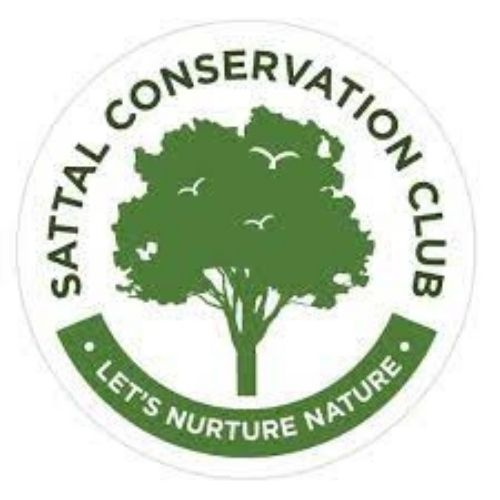 SATTAL CONSERVATION CLUB
• LET'S NURTURE NATURE •